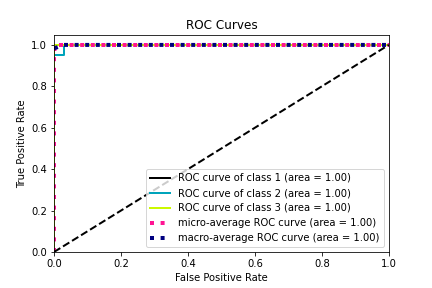 ROC Curves
True Positive Rate
1.0
0.8
0.6
0.4
0.2
0.0
ROC curve of class 1 (area = 1.00)
ROC curve of class 2 (area = 1.00)
ROC curve of class 3 (area = 1.00)
micro-average ROC curve (area = 1.00)
macro-average ROC curve (area = 1.00)
0.0 0.2 0.4 0.6 0.8 1.0
False Positive Rate